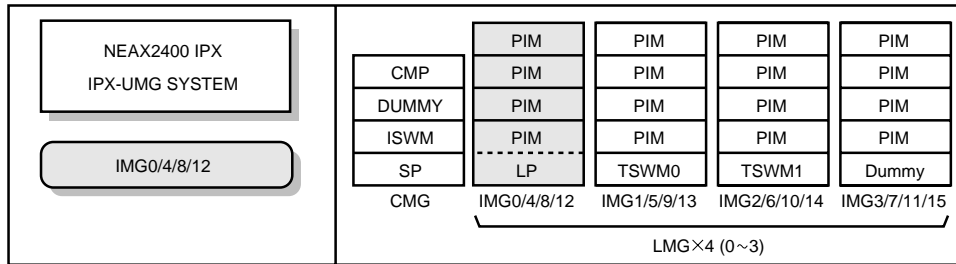 NEAX2400 IPX
IPX-UMG SYSTEM
IMG0/4/8/12
PIM PIM PIM PIM
CMP PIM PIM PIM PIM
DUMMY PIM PIM PIM PIM
ISWM PIM PIM PIM PIM
SP LP TSWM0 TSWM1 Dummy
CMG IMG0/4/8/12 IMG1/5/9/13 IMG2/6/10/14 IMG3/7/11/15
LMG×4 (0~3)